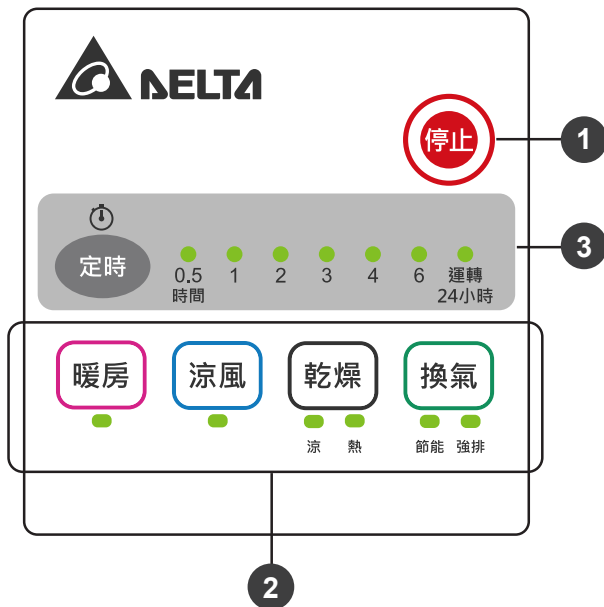 DELTA
停止
1
定時
0.5 1 2 3 4 6 運轉
時間 24小時
3
暖房 涼風 乾燥 換氣
涼 熱 節能 強排
2